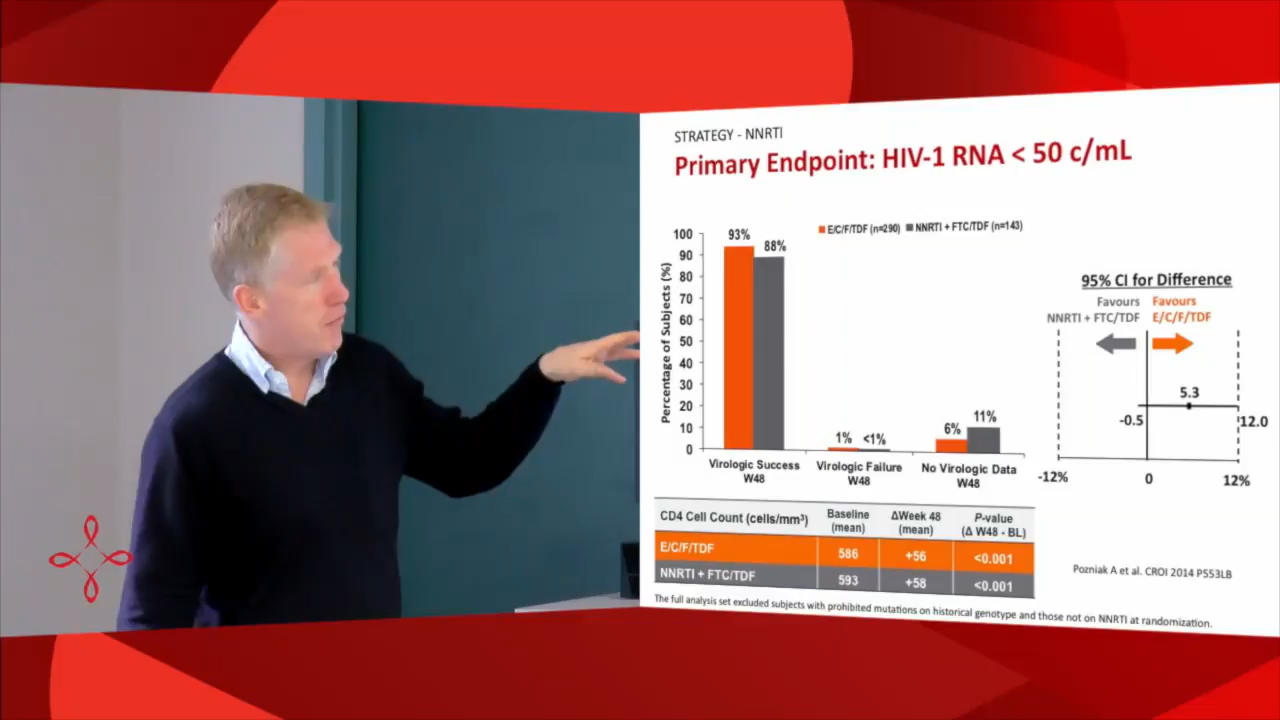 STRATEGY - NNRTI
Primary Endpoint: HIV-1 RNA < 50 c/mL
E/C/F/TDF (n=290) NNRTI + FTC/TDF (n=143)
Percentage of Subjects (%)
100
90
80
70
60
50
40
30
20
10
0
93%
88%
1%
<1%
6%
11%
Virologic Success
W48
Virologic Failure
W48
No Virologic Data
W48
95% CI for Difference
Favours
NNRTI + FTC/TDF
Favours
E/C/F/TDF
5.3
-0.5
12.0
-12%
0
12%
CD4 Cell Count (cells/mm³) Baseline (mean) ΔWeek 48 (mean) P-value (Δ W48 - BL)
E/C/F/TDF 586 +56 <0.001
NNRTI + FTC/TDF 593 +58 <0.001
Pozniak A et al. CROI 2014 P553LB
The full analysis set excluded subjects with prohibited mutations on historical genotype and those not on NNRTI at randomization.